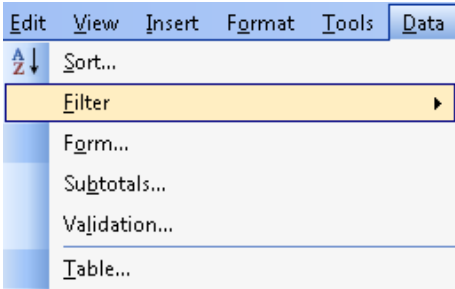 Edit View Insert Format Tools Data
Sort...
Filter
Form...
Subtotals...
Validation...
Table...